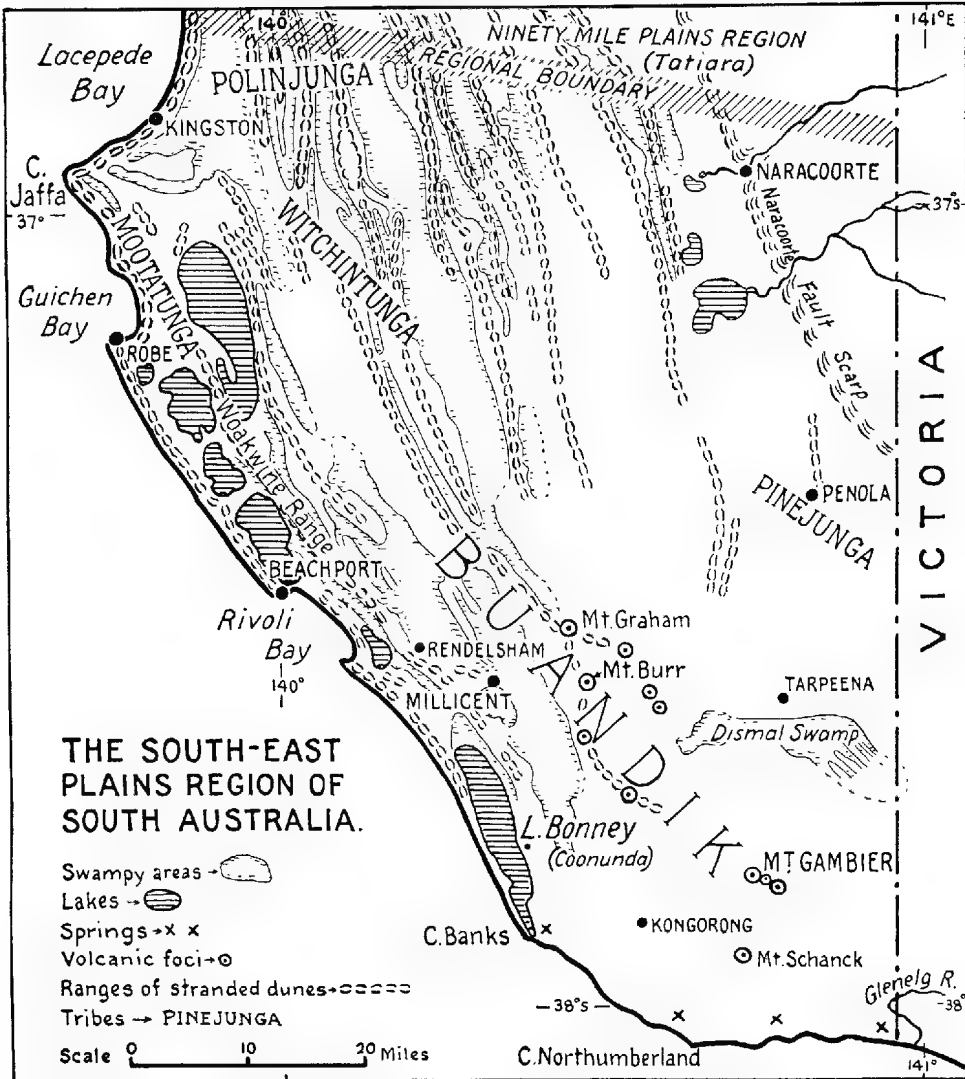 140°
141°E
Lacepede
Bay
NINETY MILE PLAINS REGION
(Tatiara)
REGIONAL BOUNDARY
POLINJUNGA
KINGSTON
C.
Jaffa
-37°-
NARACOORTE
-37°S-
Naracoorte Fault Scarp
MOOTATUNGA
WITCHINTUNGA
Guichen
Bay
ROBE
Woakwine Range
VICTORIA
PENOLA
PINEJUNGA
BEACHPORT
Rivoli
Bay
140°
BUANDIK
Mt.Graham
RENDELSHAM
Mt.Burr
MILLICENT
TARPEENA
Dismal Swamp
THE SOUTH-EAST
PLAINS REGION OF
SOUTH AUSTRALIA.
L.Bonney
(Coonunda)
MT. GAMBIER
Swampy areas →
Lakes →
Springs → x x
Volcanic foci →
Ranges of stranded dunes →
Tribes → PINEJUNGA
Scale 0 10 20 Miles
C.Banks
KONGORONG
Mt.Schanck
Glenelg R.
-38°S-
-38°
C.Northumberland
141°